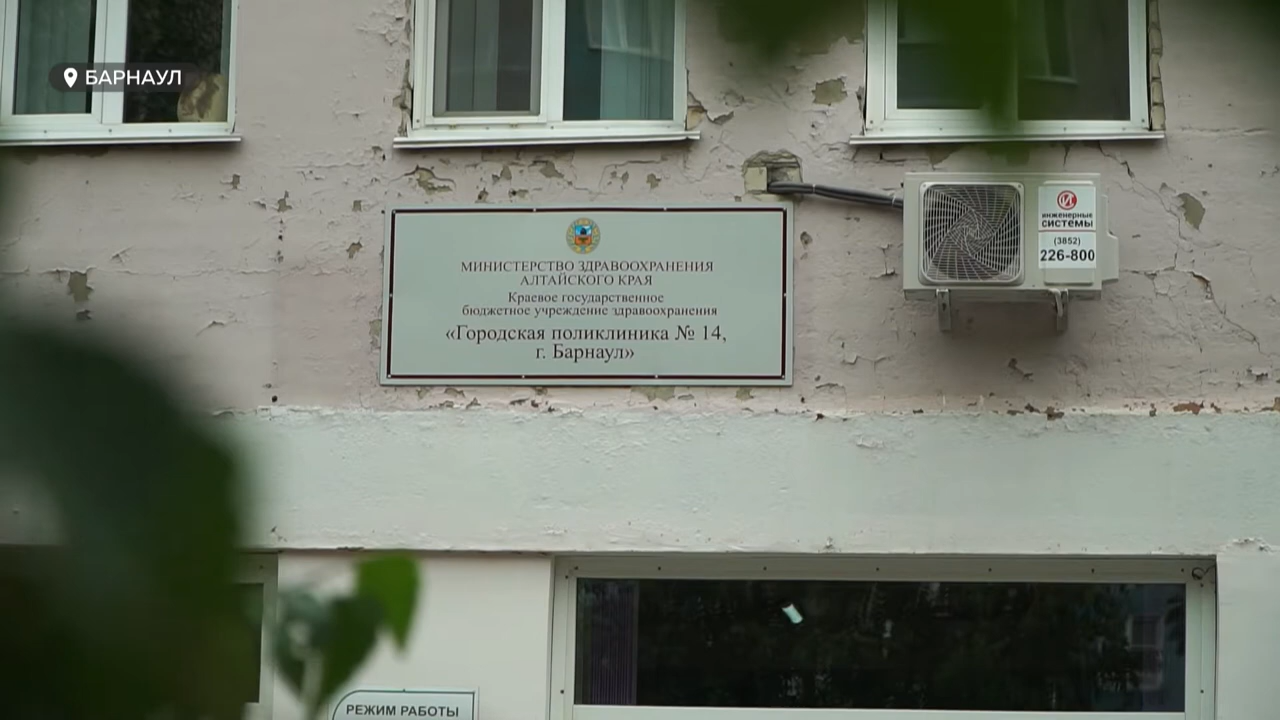 БАРНАУЛ
МИНИСТЕРСТВО ЗДРАВООХРАНЕНИЯ
АЛТАЙСКОГО КРАЯ
Краевое государственное
бюджетное учреждение здравоохранения
«Городская поликлиника № 14,
г. Барнаул»
ИНЖЕНЕРНЫЕ
СИСТЕМЫ
(3852)
226-800
РЕЖИМ РАБОТЫ